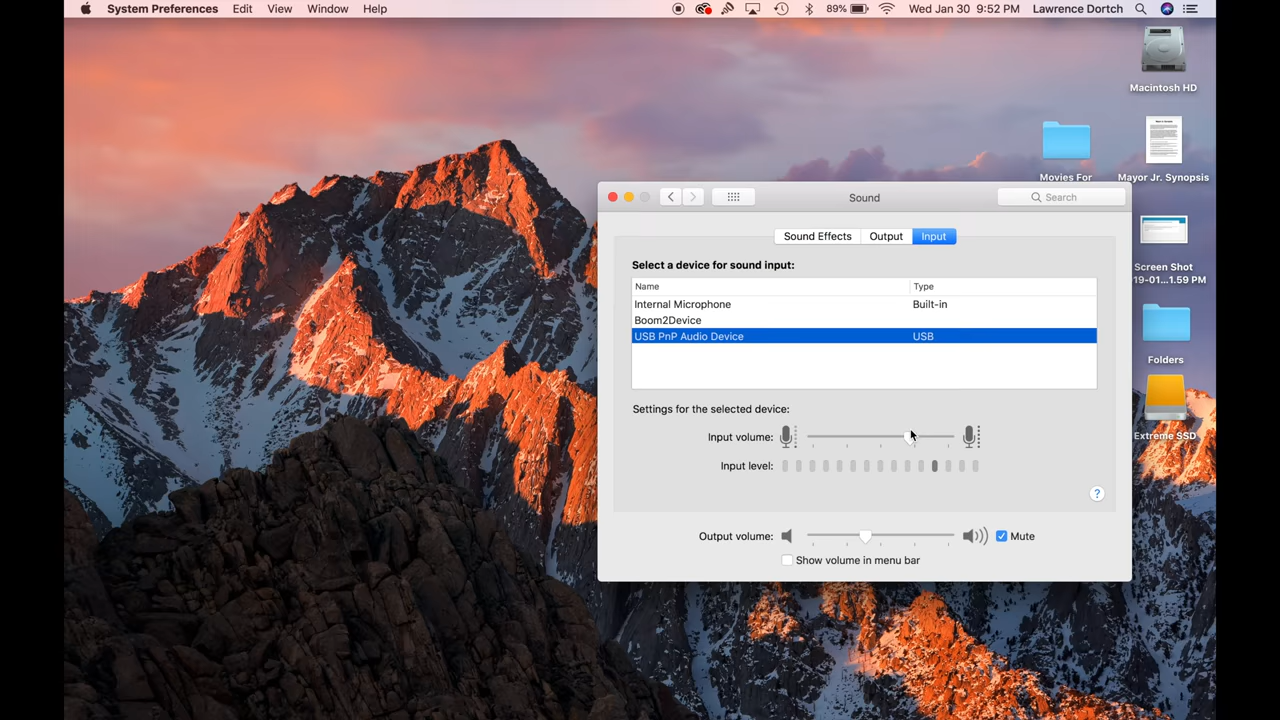 System Preferences Edit View Window Help 89% Wed Jan 30 9:52 PM Lawrence Dortch
Macintosh HD
Movies For
Mayor Jr. Synopsis
Sound
Search
Sound Effects Output Input
Select a device for sound input:
Name Type
Internal Microphone Built-in
Boom2Device
USB PnP Audio Device USB
Settings for the selected device:
Input volume:
Input level:
?
Output volume: Mute
Show volume in menu bar
Screen Shot
19-01...1.59 PM
Folders
Extreme SSD